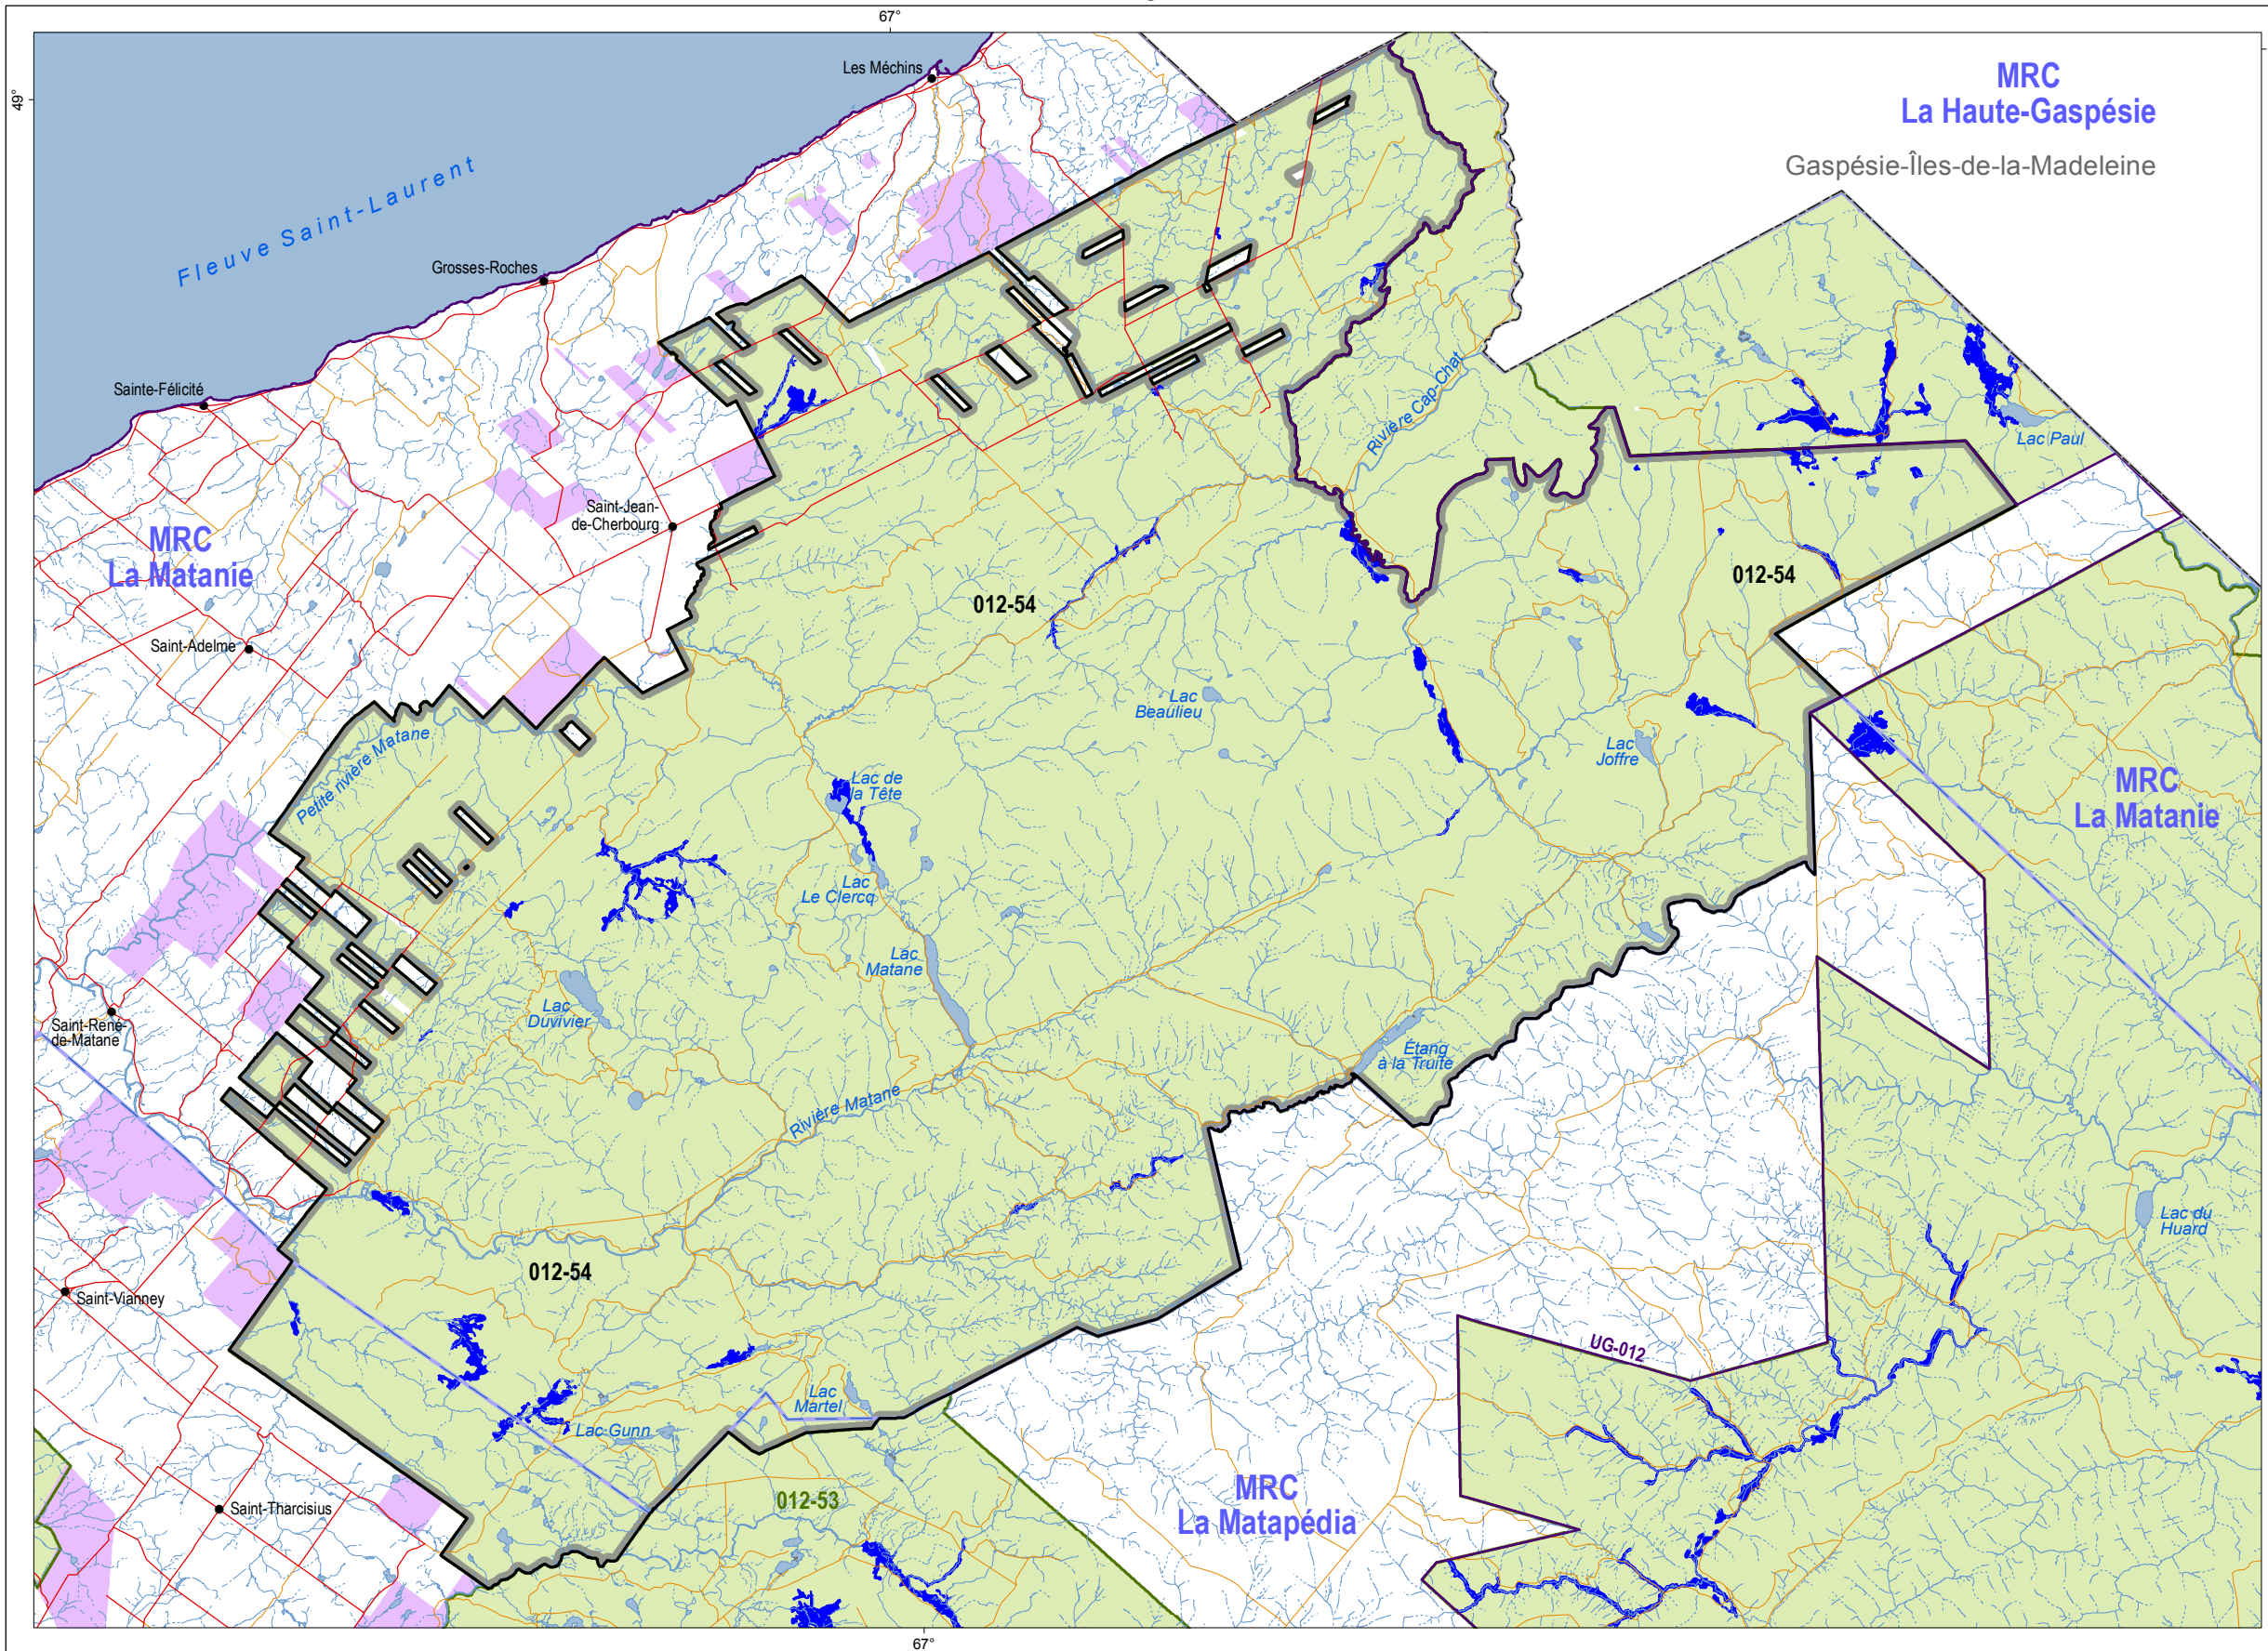 67°
49°
Les Méchins
MRC
La Haute-Gaspésie
Gaspésie-Îles-de-la-Madeleine
Fleuve Saint-Laurent
Grosses-Roches
Sainte-Félicité
Rivière Cap-Chat
Lac Paul
Saint-Jean-
de-Cherbourg
MRC
La Matanie
012-54
012-54
Saint-Adelme
Lac
Beaulieu
Lac
Joffre
Petite rivière Matane
Lac de
la Tête
MRC
La Matanie
Lac
Le Clercq
Lac
Matane
Lac
Duvivier
Saint-René-
de-Matane
Étang
à la Truite
Rivière Matane
Lac du
Huard
012-54
Saint-Vianney
UG-012
Lac
Martel
Lac Gunn
012-53
MRC
La Matapédia
Saint-Tharcisius
67°